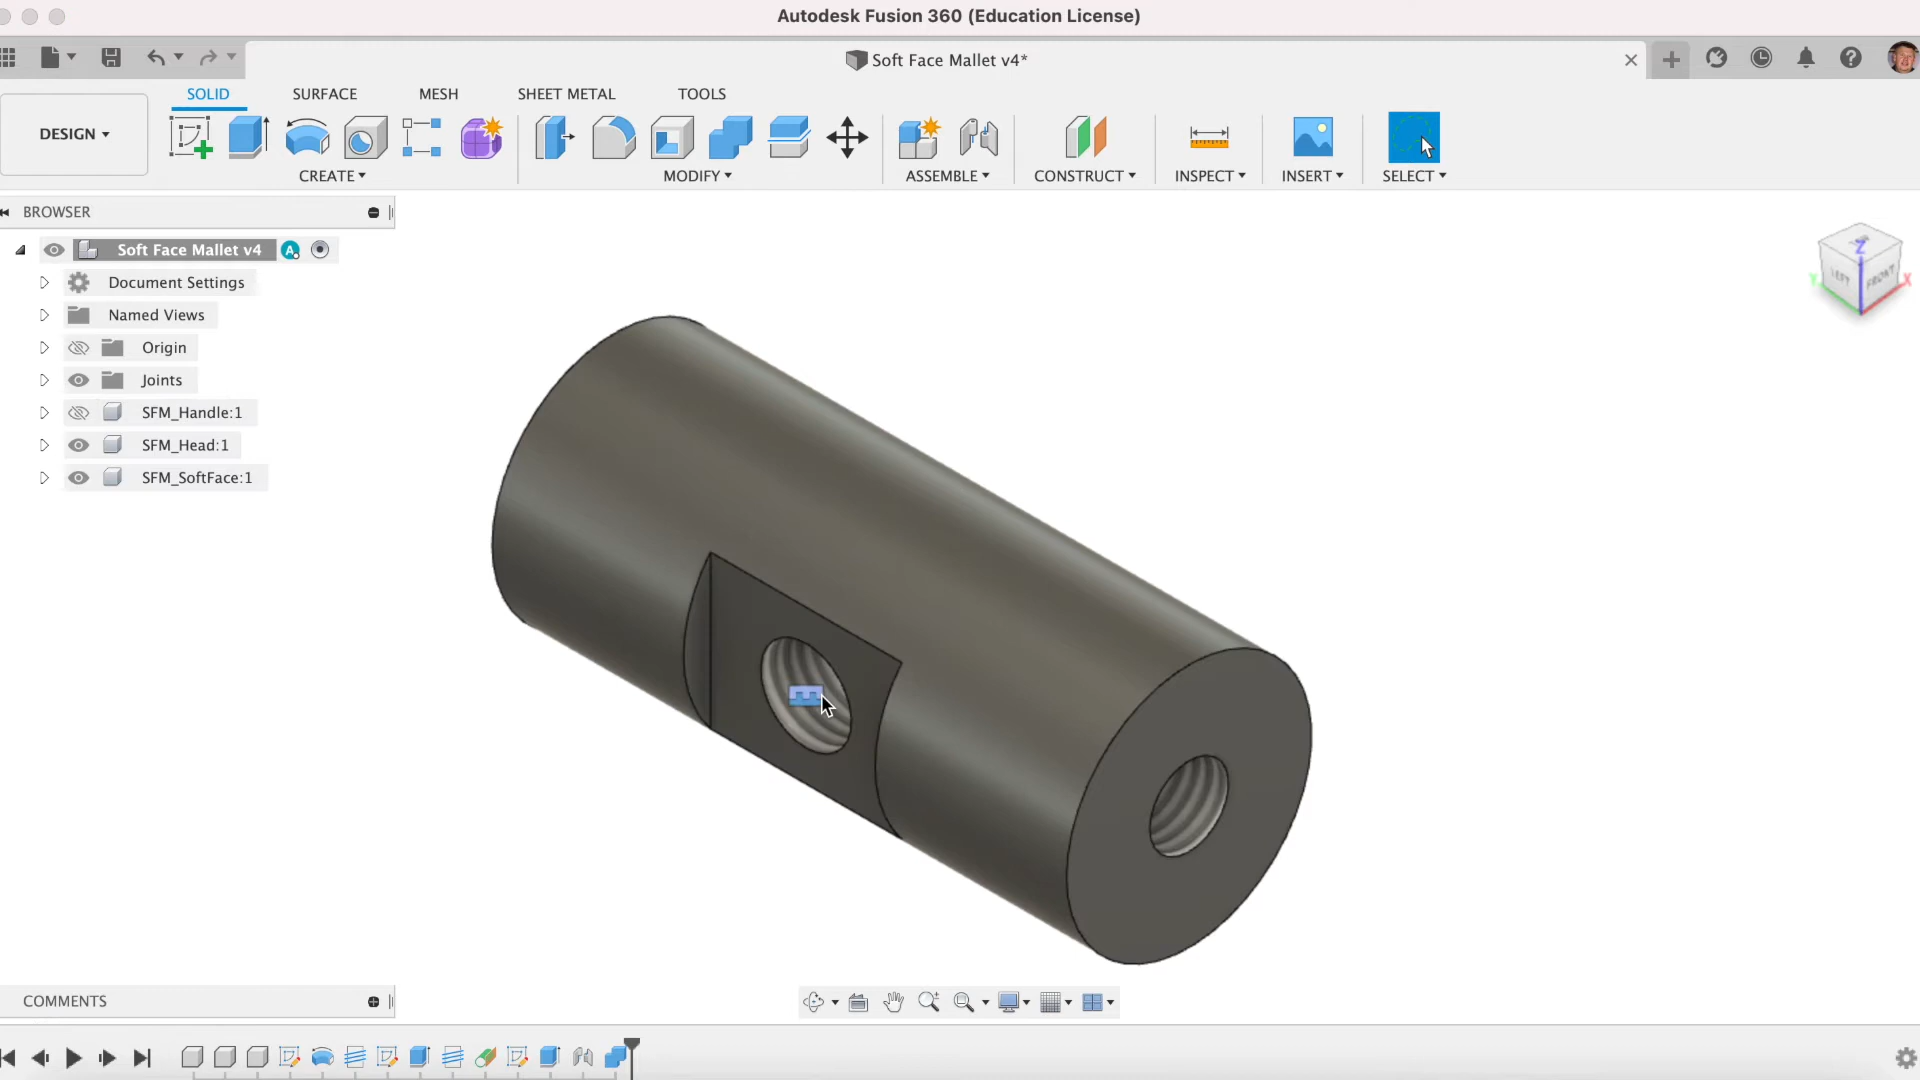 Autodesk Fusion 360 (Education License)
Soft Face Mallet v4*
SOLID SURFACE MESH SHEET METAL TOOLS
DESIGN
CREATE MODIFY ASSEMBLE CONSTRUCT INSPECT INSERT SELECT
BROWSER
Soft Face Mallet v4 A
Document Settings
Named Views
Origin
Joints
SFM_Handle:1
SFM_Head:1
SFM_SoftFace:1
Z
LEFT FRONT
Y X
COMMENTS